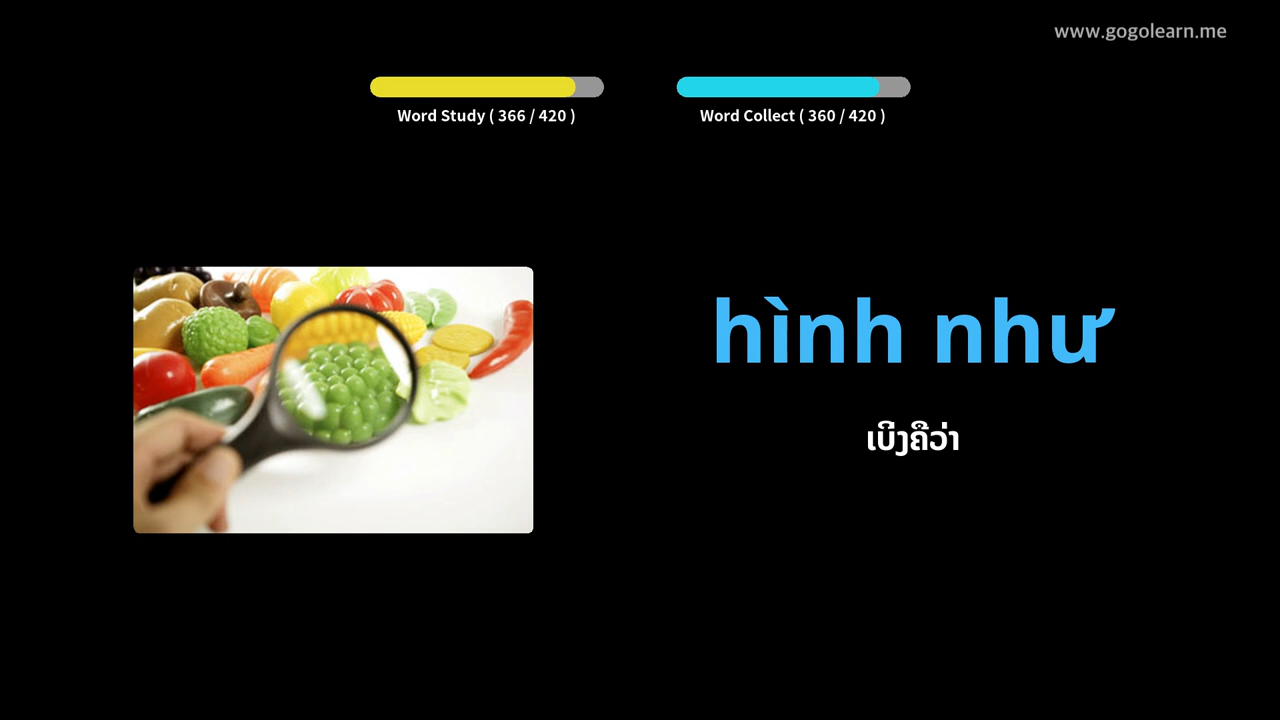 www.gogolearn.me
Word Study ( 366 / 420 )
Word Collect ( 360 / 420 )
hình như
ເບິງຄືວ່າ